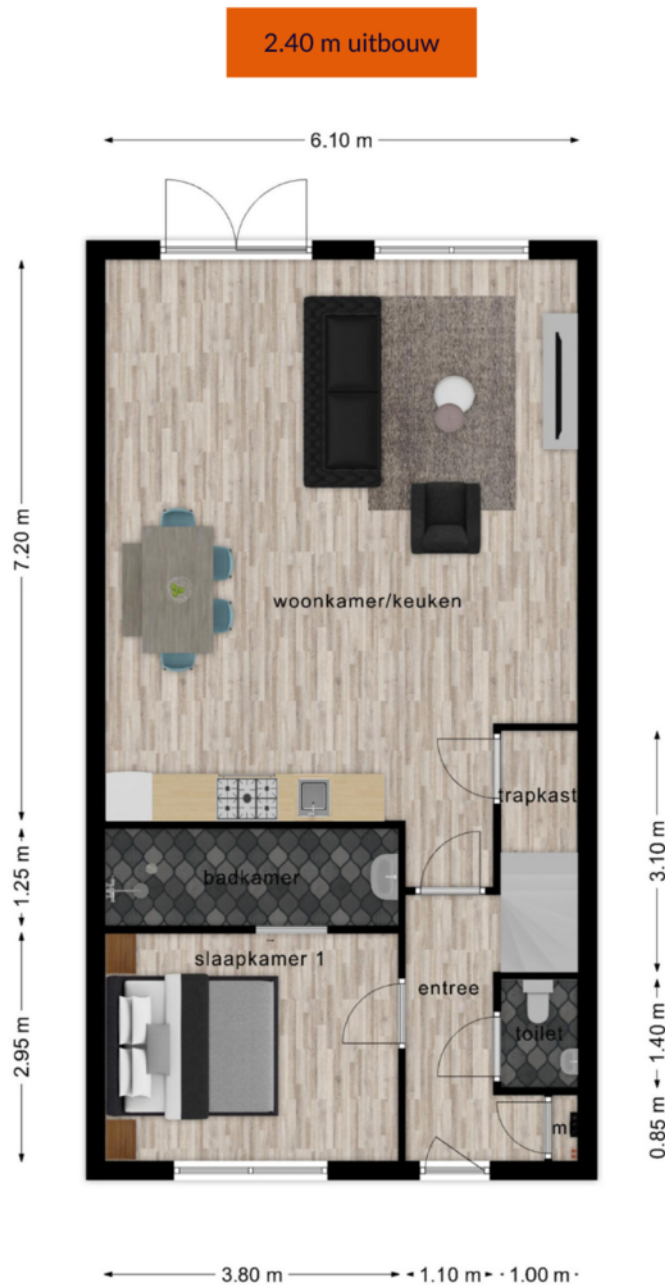 2.40 m uitbouw
6.10 m
7.20 m
woonkamer/keuken
trapkast
3.10 m
1.25 m
badkamer
slaapkamer 1
entree
2.95 m
toilet
1.40 m
m
0.85 m
3.80 m
1.10 m
1.00 m